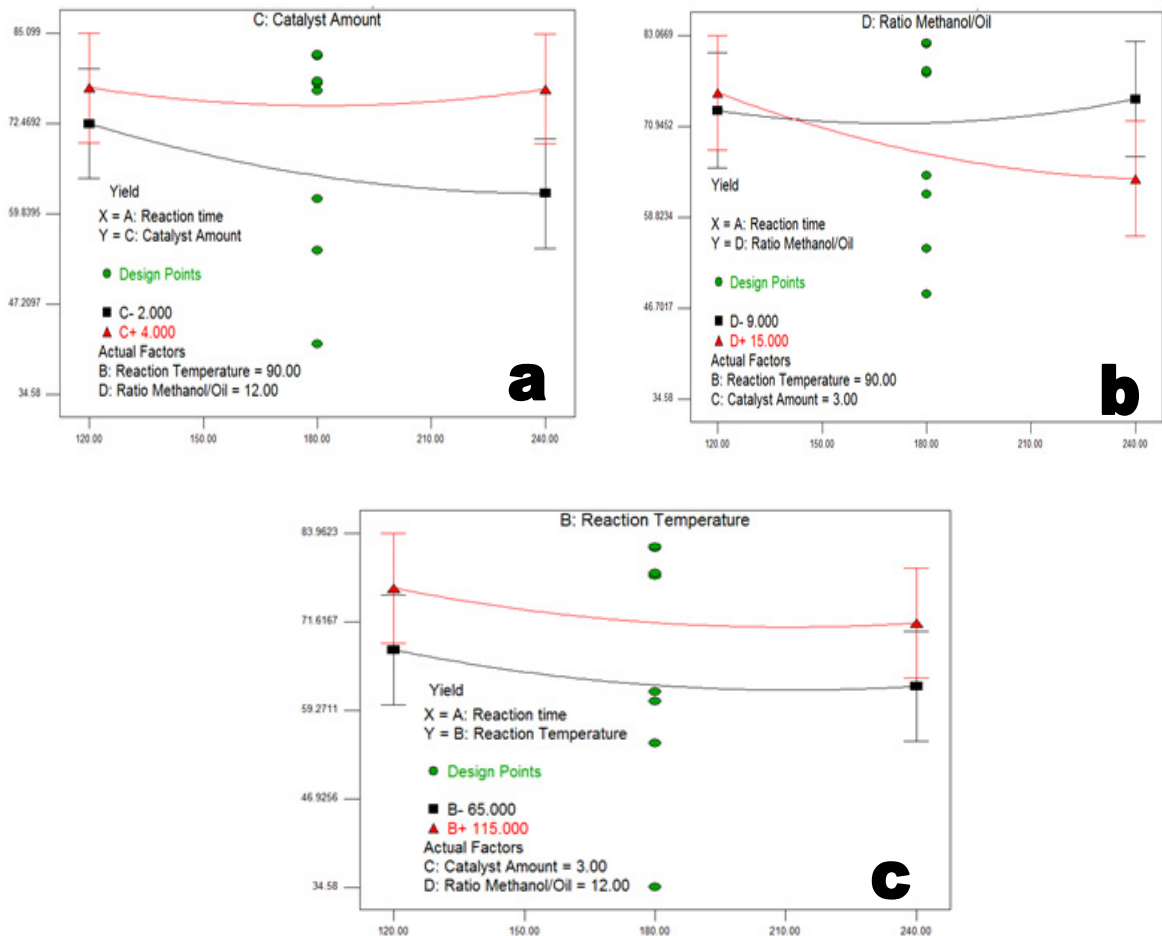 C: Catalyst Amount
85.099
72.4692
59.8395
47.2097
34.58
Yield
X = A: Reaction time
Y = C: Catalyst Amount
Design Points
C- 2.000
C+ 4.000
Actual Factors
B: Reaction Temperature = 90.00
D: Ratio Methanol/Oil = 12.00
a
120.00 150.00 180.00 210.00 240.00
D: Ratio Methanol/Oil
83.0669
70.9452
58.8234
46.7017
34.58
Yield
X = A: Reaction time
Y = D: Ratio Methanol/Oil
Design Points
D- 9.000
D+ 15.000
Actual Factors
B: Reaction Temperature = 90.00
C: Catalyst Amount = 3.00
b
120.00 150.00 180.00 210.00 240.00
B: Reaction Temperature
83.9623
71.6167
59.2711
46.9256
34.58
Yield
X = A: Reaction time
Y = B: Reaction Temperature
Design Points
B- 65.000
B+ 115.000
Actual Factors
C: Catalyst Amount = 3.00
D: Ratio Methanol/Oil = 12.00
c
120.00 150.00 180.00 210.00 240.00